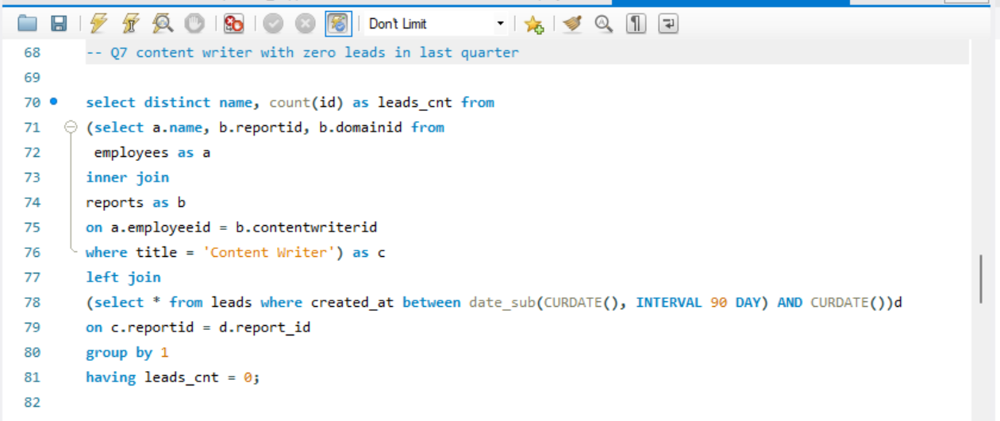 Don't Limit
68 -- Q7 content writer with zero leads in last quarter
69
70 select distinct name, count(id) as leads_cnt from
71 (select a.name, b.reportid, b.domainid from
72 employees as a
73 inner join
74 reports as b
75 on a.employeeid = b.contentwriterid
76 where title = 'Content Writer') as c
77 left join
78 (select * from leads where created_at between date_sub(CURDATE(), INTERVAL 90 DAY) AND CURDATE())d
79 on c.reportid = d.report_id
80 group by 1
81 having leads_cnt = 0;
82